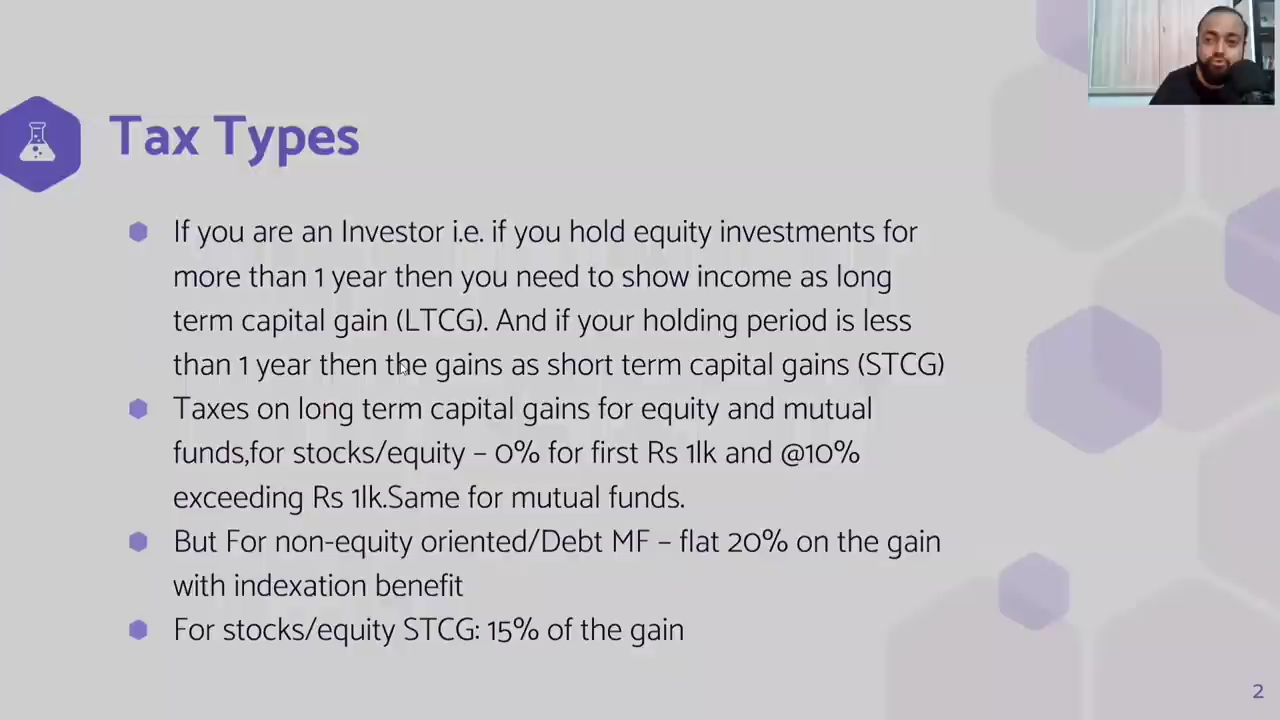 Tax Types
If you are an Investor i.e. if you hold equity investments for
more than 1 year then you need to show income as long
term capital gain (LTCG). And if your holding period is less
than 1 year then the gains as short term capital gains (STCG)
Taxes on long term capital gains for equity and mutual
funds,for stocks/equity – 0% for first Rs 1lk and @10%
exceeding Rs 1lk.Same for mutual funds.
But For non-equity oriented/Debt MF – flat 20% on the gain
with indexation benefit
For stocks/equity STCG: 15% of the gain
2